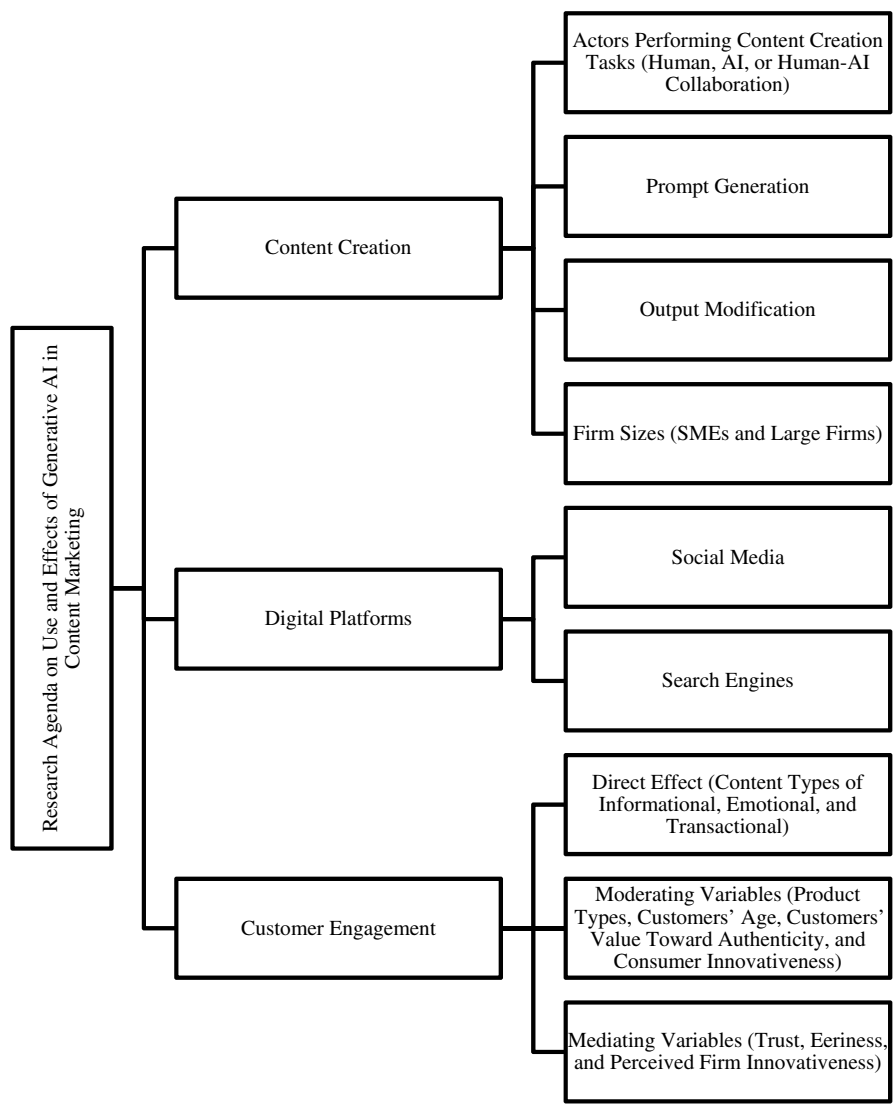 Research Agenda on Use and Effects of Generative AI in
Content Marketing
Content Creation
Actors Performing Content Creation
Tasks (Human, AI, or Human-AI
Collaboration)
Prompt Generation
Output Modification
Firm Sizes (SMEs and Large Firms)
Digital Platforms
Social Media
Search Engines
Customer Engagement
Direct Effect (Content Types of
Informational, Emotional, and
Transactional)
Moderating Variables (Product
Types, Customers’ Age, Customers’
Value Toward Authenticity, and
Consumer Innovativeness)
Mediating Variables (Trust, Eeriness,
and Perceived Firm Innovativeness)